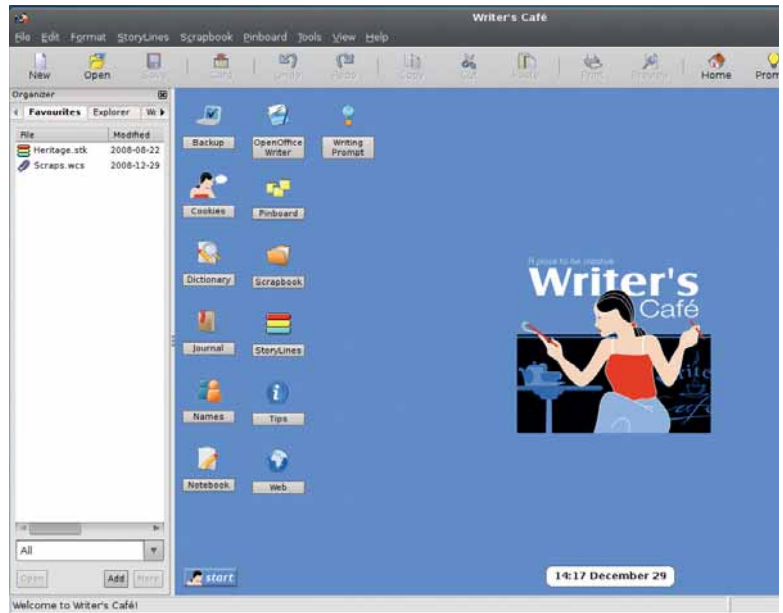 Writer's Café
File Edit Format StoryLines Scrapbook Pinboard Tools View Help
New Open Save Card Undo Redo Copy Cut Paste Print Preview Home Prom
Organizer
Favourites Explorer
File Modified
Heritage.stk 2008-08-22
Scraps.wcs 2008-12-29
All
Open Add More
Backup OpenOffice Writer Writing Prompt
Cookies Pinboard
Dictionary Scrapbook
Journal StoryLines
Names Tips
Notebook Web
A place to be creative
Writer's
Café
start
14:17 December 29
Welcome to Writer's Café!